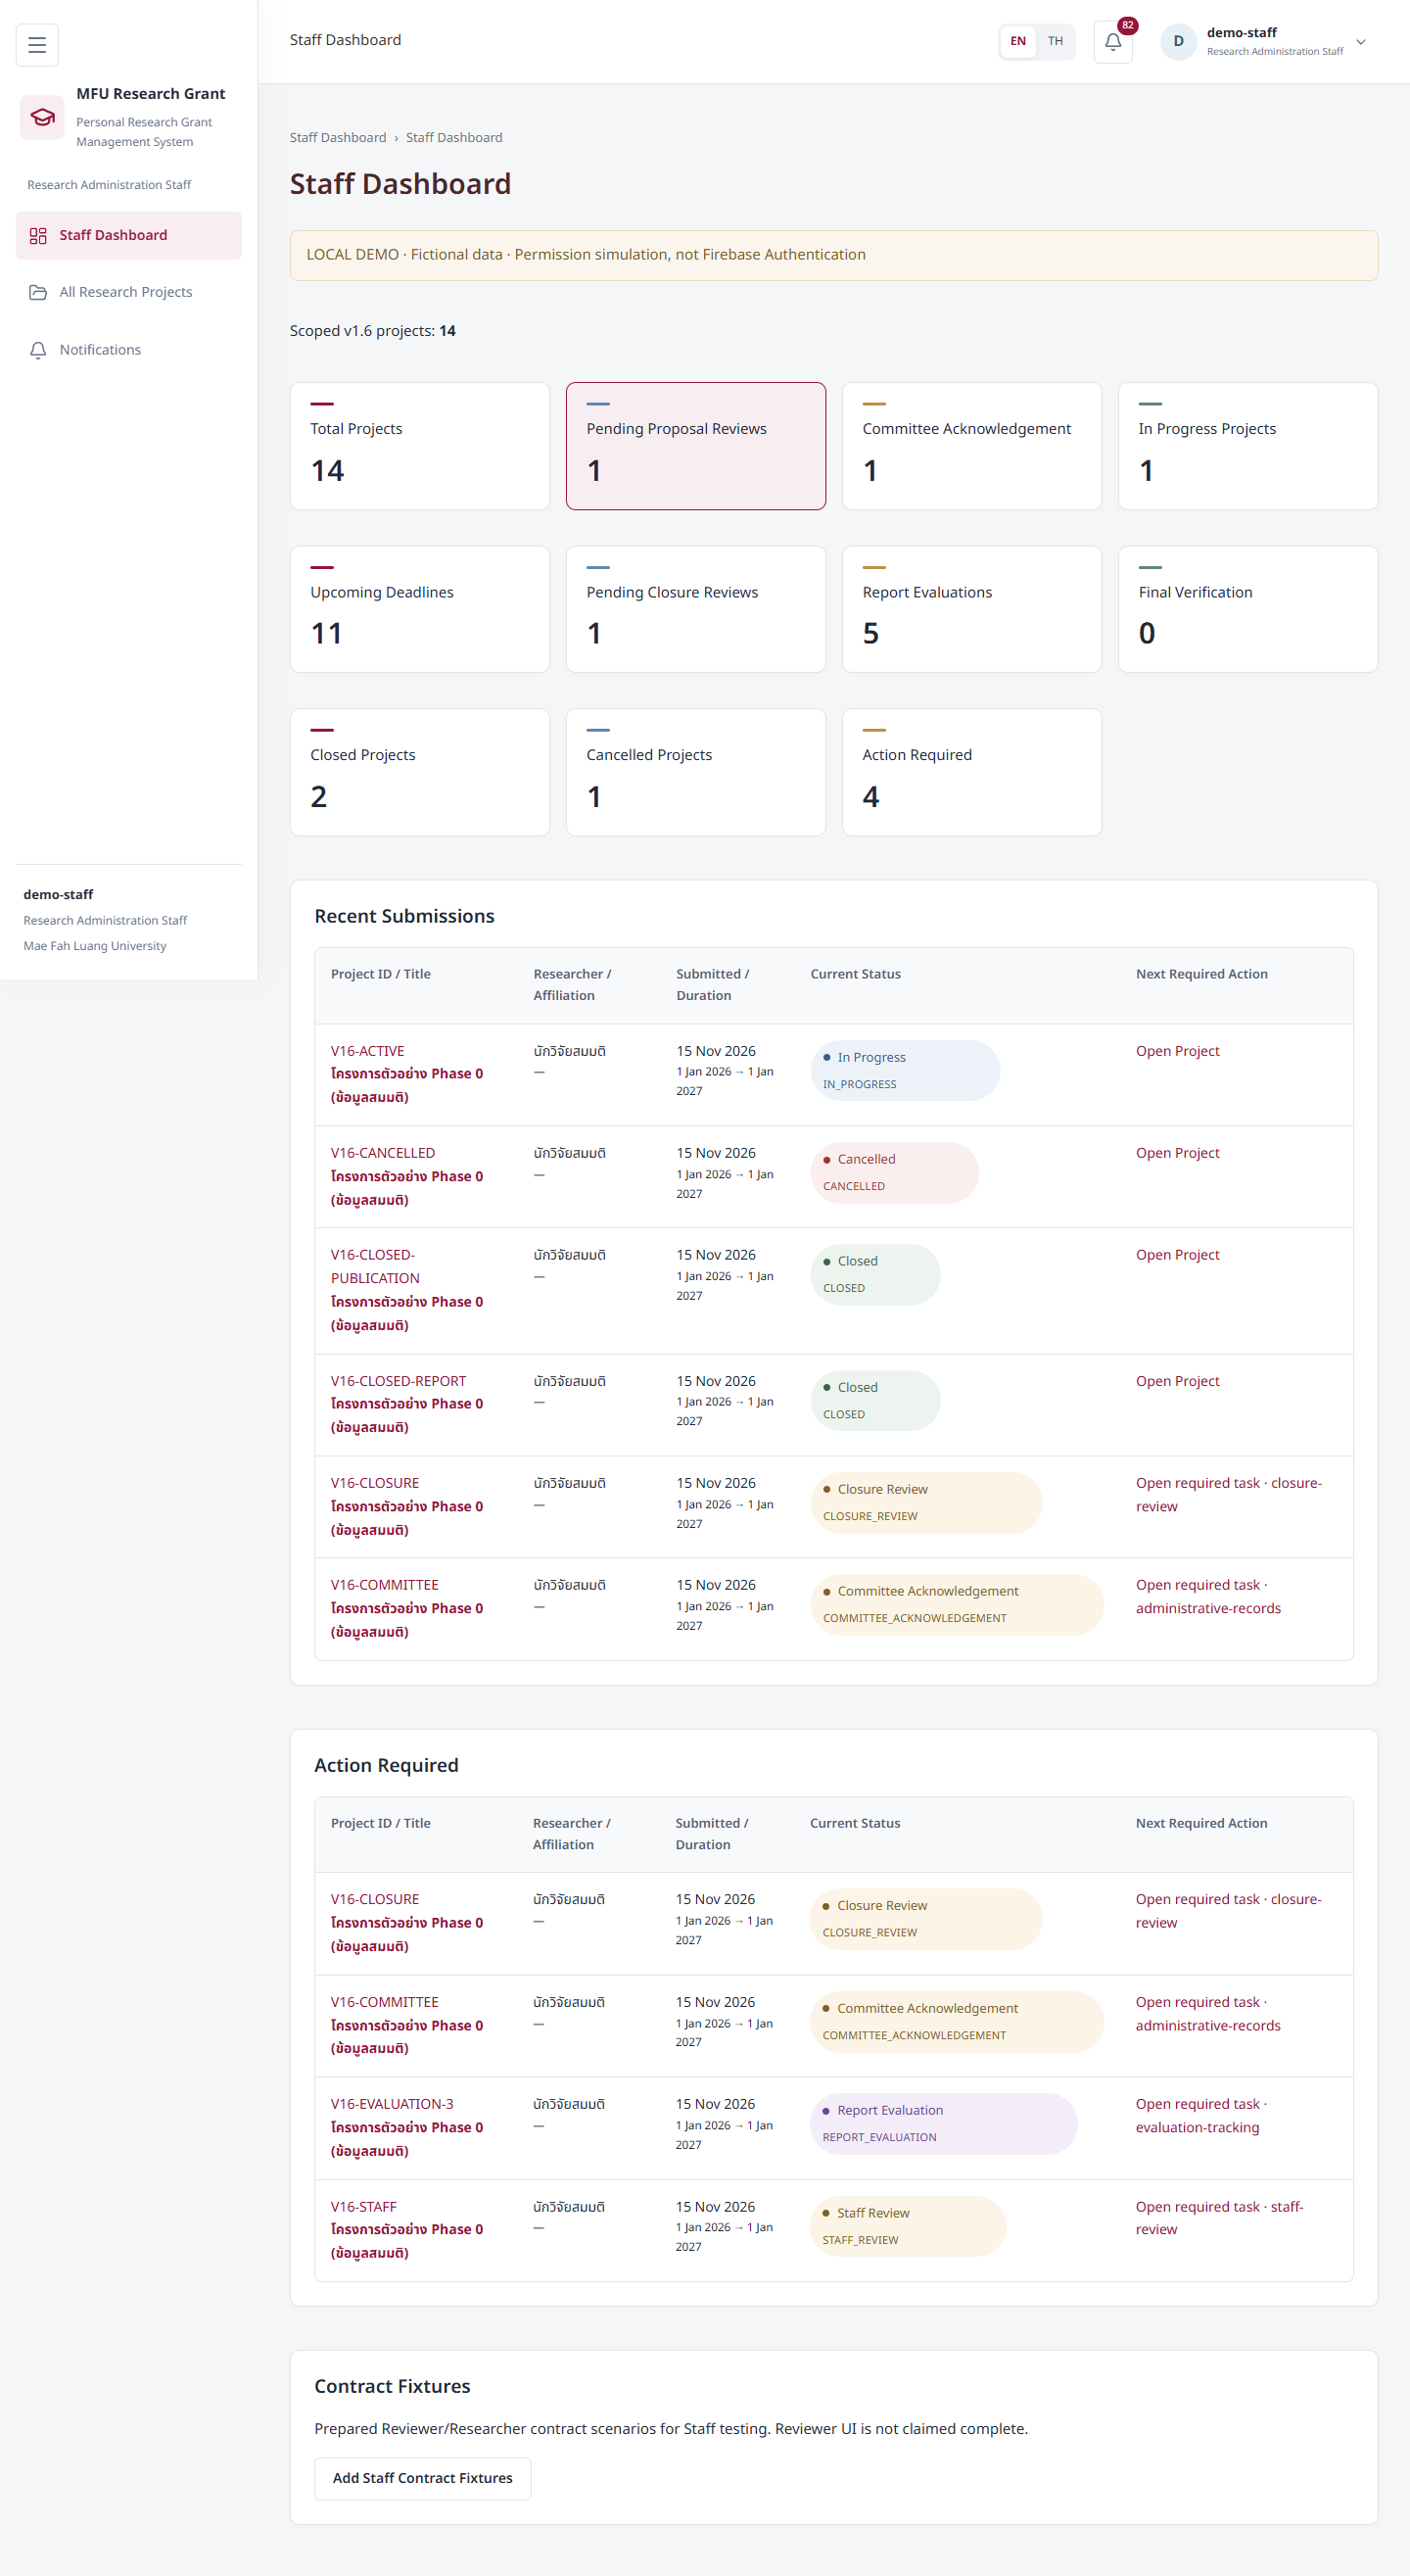 Staff Dashboard
EN TH
82
D
demo-staff
Research Administration Staff
MFU Research Grant
Personal Research Grant
Management System
Research Administration Staff
Staff Dashboard
All Research Projects
Notifications
demo-staff
Research Administration Staff
Mae Fah Luang University
Staff Dashboard › Staff Dashboard
Staff Dashboard
LOCAL DEMO · Fictional data · Permission simulation, not Firebase Authentication
Scoped v1.6 projects: 14
Total Projects
14
Pending Proposal Reviews
1
Committee Acknowledgement
1
In Progress Projects
1
Upcoming Deadlines
11
Pending Closure Reviews
1
Report Evaluations
5
Final Verification
0
Closed Projects
2
Cancelled Projects
1
Action Required
4
Recent Submissions
Project ID / Title
Researcher /
Affiliation
Submitted /
Duration
Current Status
Next Required Action
V16-ACTIVE
โครงการตัวอย่าง Phase 0
(ข้อมูลสมมติ)
นักวิจัยสมมติ
—
15 Nov 2026
1 Jan 2026 → 1 Jan
2027
In Progress
IN_PROGRESS
Open Project
V16-CANCELLED
โครงการตัวอย่าง Phase 0
(ข้อมูลสมมติ)
นักวิจัยสมมติ
—
15 Nov 2026
1 Jan 2026 → 1 Jan
2027
Cancelled
CANCELLED
Open Project
V16-CLOSED-
PUBLICATION
โครงการตัวอย่าง Phase 0
(ข้อมูลสมมติ)
นักวิจัยสมมติ
—
15 Nov 2026
1 Jan 2026 → 1 Jan
2027
Closed
CLOSED
Open Project
V16-CLOSED-REPORT
โครงการตัวอย่าง Phase 0
(ข้อมูลสมมติ)
นักวิจัยสมมติ
—
15 Nov 2026
1 Jan 2026 → 1 Jan
2027
Closed
CLOSED
Open Project
V16-CLOSURE
โครงการตัวอย่าง Phase 0
(ข้อมูลสมมติ)
นักวิจัยสมมติ
—
15 Nov 2026
1 Jan 2026 → 1 Jan
2027
Closure Review
CLOSURE_REVIEW
Open required task · closure-
review
V16-COMMITTEE
โครงการตัวอย่าง Phase 0
(ข้อมูลสมมติ)
นักวิจัยสมมติ
—
15 Nov 2026
1 Jan 2026 → 1 Jan
2027
Committee Acknowledgement
COMMITTEE_ACKNOWLEDGEMENT
Open required task ·
administrative-records
Action Required
Project ID / Title
Researcher /
Affiliation
Submitted /
Duration
Current Status
Next Required Action
V16-CLOSURE
โครงการตัวอย่าง Phase 0
(ข้อมูลสมมติ)
นักวิจัยสมมติ
—
15 Nov 2026
1 Jan 2026 → 1 Jan
2027
Closure Review
CLOSURE_REVIEW
Open required task · closure-
review
V16-COMMITTEE
โครงการตัวอย่าง Phase 0
(ข้อมูลสมมติ)
นักวิจัยสมมติ
—
15 Nov 2026
1 Jan 2026 → 1 Jan
2027
Committee Acknowledgement
COMMITTEE_ACKNOWLEDGEMENT
Open required task ·
administrative-records
V16-EVALUATION-3
โครงการตัวอย่าง Phase 0
(ข้อมูลสมมติ)
นักวิจัยสมมติ
—
15 Nov 2026
1 Jan 2026 → 1 Jan
2027
Report Evaluation
REPORT_EVALUATION
Open required task ·
evaluation-tracking
V16-STAFF
โครงการตัวอย่าง Phase 0
(ข้อมูลสมมติ)
นักวิจัยสมมติ
—
15 Nov 2026
1 Jan 2026 → 1 Jan
2027
Staff Review
STAFF_REVIEW
Open required task · staff-
review
Contract Fixtures
Prepared Reviewer/Researcher contract scenarios for Staff testing. Reviewer UI is not claimed complete.
Add Staff Contract Fixtures